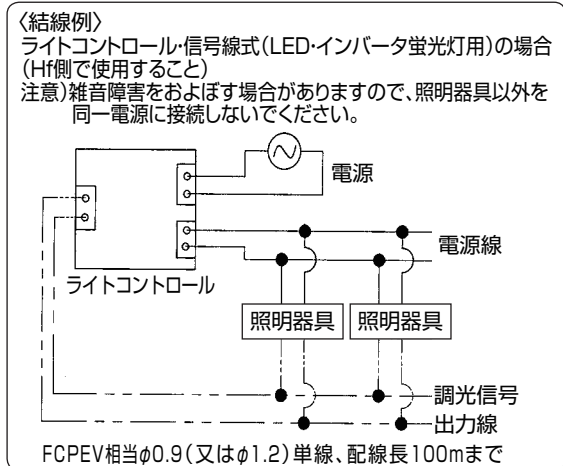 〈結線例〉
ライトコントロール・信号線式(LED・インバータ蛍光灯用)の場合
(Hf側で使用すること)
注意)雑音障害をおよぼす場合がありますので、照明器具以外を
同一電源に接続しないでください。
電源
電源線
ライトコントロール
照明器具 照明器具
調光信号
出力線
FCPEV相当φ0.9(又はφ1.2)単線、配線長100mまで